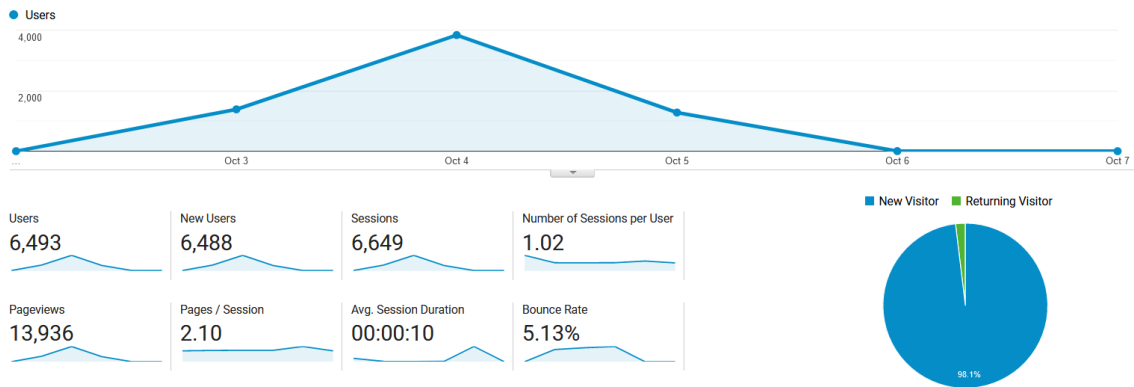 Users
4,000
2,000
...
Oct 3
Oct 4
Oct 5
Oct 6
Oct 7
New Visitor
Returning Visitor
Users
6,493
New Users
6,488
Sessions
6,649
Number of Sessions per User
1.02
Pageviews
13,936
Pages / Session
2.10
Avg. Session Duration
00:00:10
Bounce Rate
5.13%
98.1%